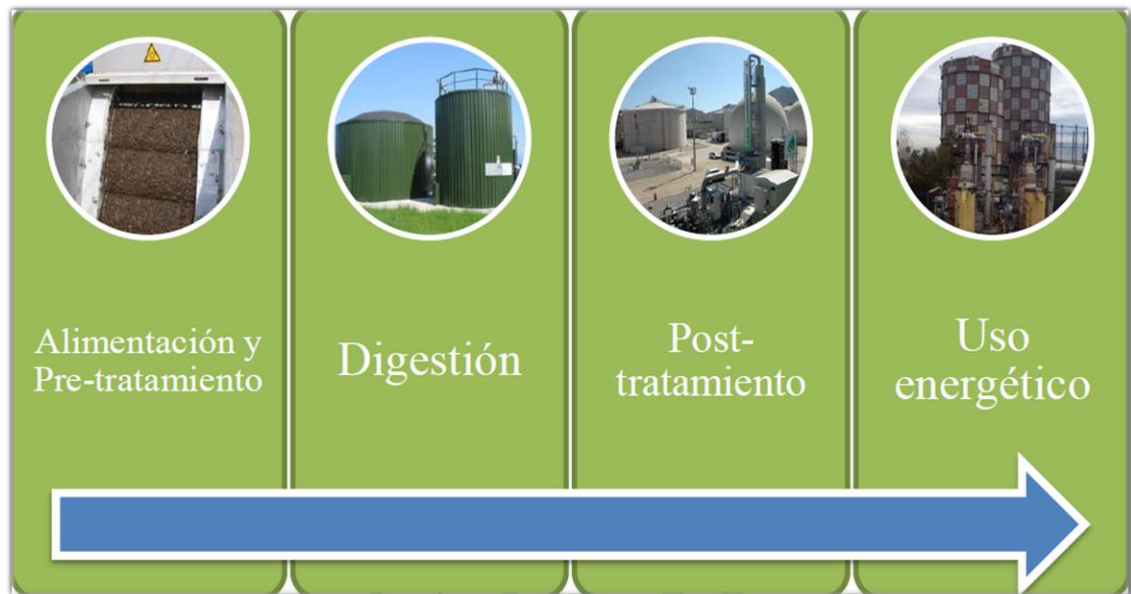 Alimentación y
Pre-tratamiento
Digestión
Post-
tratamiento
Uso
energético